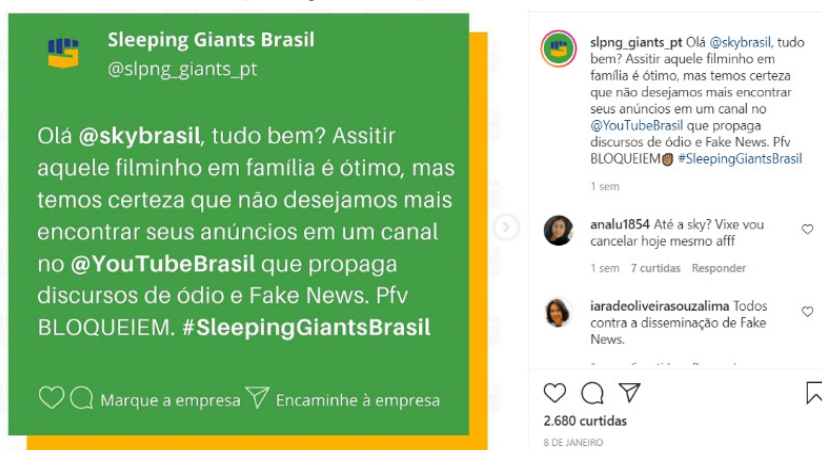 Sleeping Giants Brasil
@slpng_giants_pt
Olá @skybrasil, tudo bem? Assitir
aquele filminho em família é ótimo, mas
temos certeza que não desejamos mais
encontrar seus anúncios em um canal
no @YouTubeBrasil que propaga
discursos de ódio e Fake News. Pfv
BLOQUEIEM. #SleepingGiantsBrasil
Marque a empresa Encaminhe à empresa
slpng_giants_pt Olá @skybrasil, tudo
bem? Assitir aquele filminho em
família é ótimo, mas temos certeza
que não desejamos mais encontrar
seus anúncios em um canal no
@YouTubeBrasil que propaga
discursos de ódio e Fake News. Pfv
BLOQUEIEM✊🏾 #SleepingGiantsBrasil
1 sem
analu1854 Até a sky? Vixe vou
cancelar hoje mesmo afff
1 sem 7 curtidas Responder
iaradeoliveirasouzalima Todos
contra a disseminação de Fake
News.
2.680 curtidas
8 DE JANEIRO